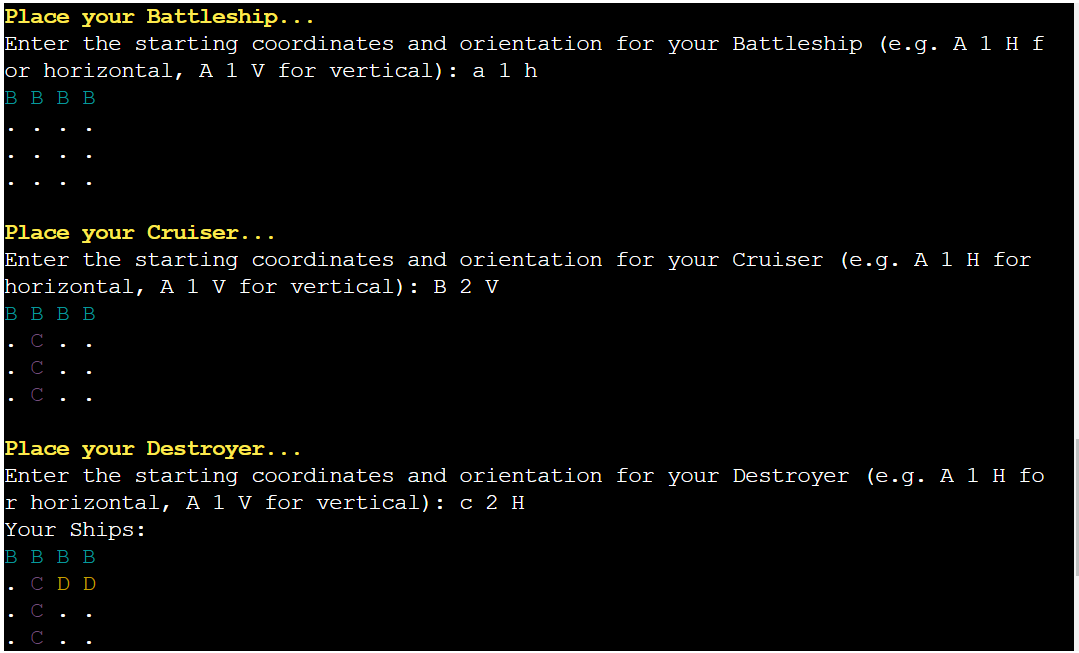 Place your Battleship...
Enter the starting coordinates and orientation for your Battleship (e.g. A 1 H f
or horizontal, A 1 V for vertical): a 1 h
B B B B
. . . .
. . . .
. . . .
Place your Cruiser...
Enter the starting coordinates and orientation for your Cruiser (e.g. A 1 H for
horizontal, A 1 V for vertical): B 2 V
B B B B
. C . .
. C . .
. C . .
Place your Destroyer...
Enter the starting coordinates and orientation for your Destroyer (e.g. A 1 H fo
r horizontal, A 1 V for vertical): c 2 H
Your Ships:
B B B B
. C D D
. C . .
. C . .